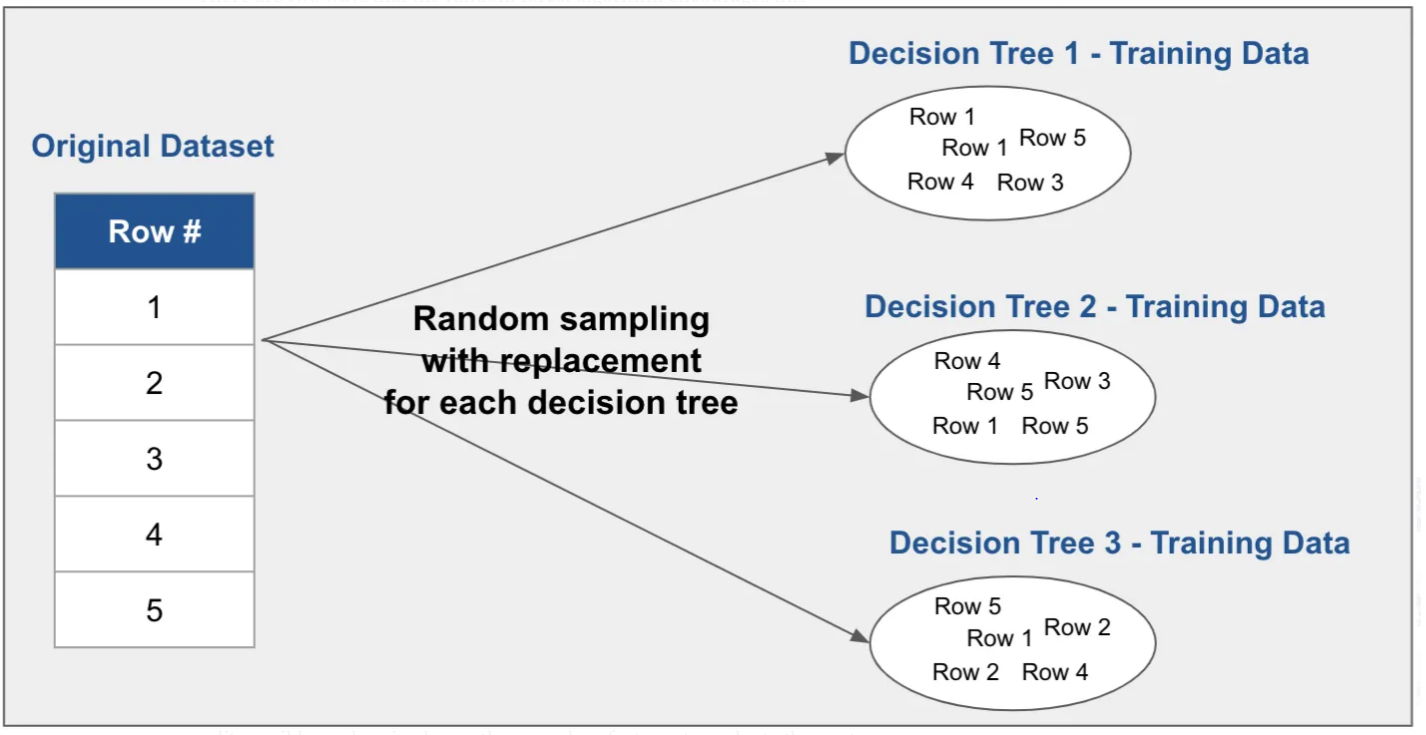 Original Dataset
Row #
1
2
3
4
5
Random sampling
with replacement
for each decision tree
Decision Tree 1 - Training Data
Row 1
Row 1 Row 5
Row 4 Row 3
Decision Tree 2 - Training Data
Row 4
Row 5 Row 3
Row 1 Row 5
Decision Tree 3 - Training Data
Row 5
Row 1 Row 2
Row 2 Row 4